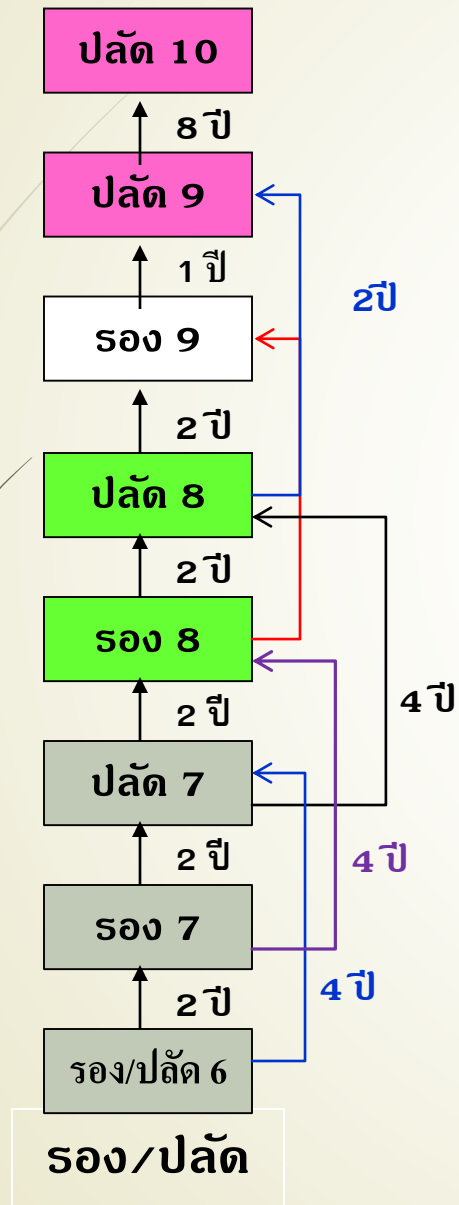 ปลัด 10
8 ปี
ปลัด 9
1 ปี
2ปี
รอง 9
2 ปี
ปลัด 8
2 ปี
รอง 8
2 ปี
4 ปี
ปลัด 7
2 ปี
4 ปี
รอง 7
2 ปี
4 ปี
รอง/ปลัด 6
รอง/ปลัด